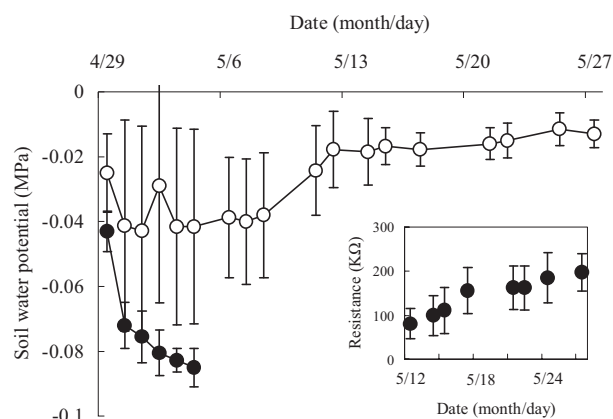 Date (month/day)
4/29 5/6 5/13 5/20 5/27
Soil water potential (MPa)
0
-0.02
-0.04
-0.06
-0.08
-0.1
Resistance (KΩ)
300
200
100
0
5/12 5/18 5/24
Date (month/day)